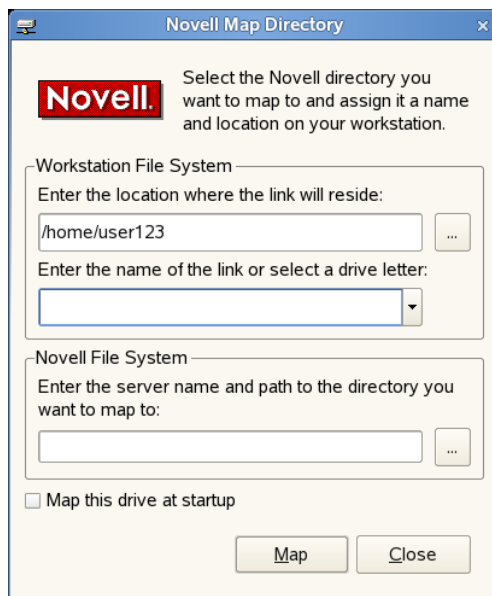 Novell Map Directory
Novell.
Select the Novell directory you
want to map to and assign it a name
and location on your workstation.
Workstation File System
Enter the location where the link will reside:
/home/user123
...
Enter the name of the link or select a drive letter:
Novell File System
Enter the server name and path to the directory you
want to map to:
...
Map this drive at startup
Map
Close